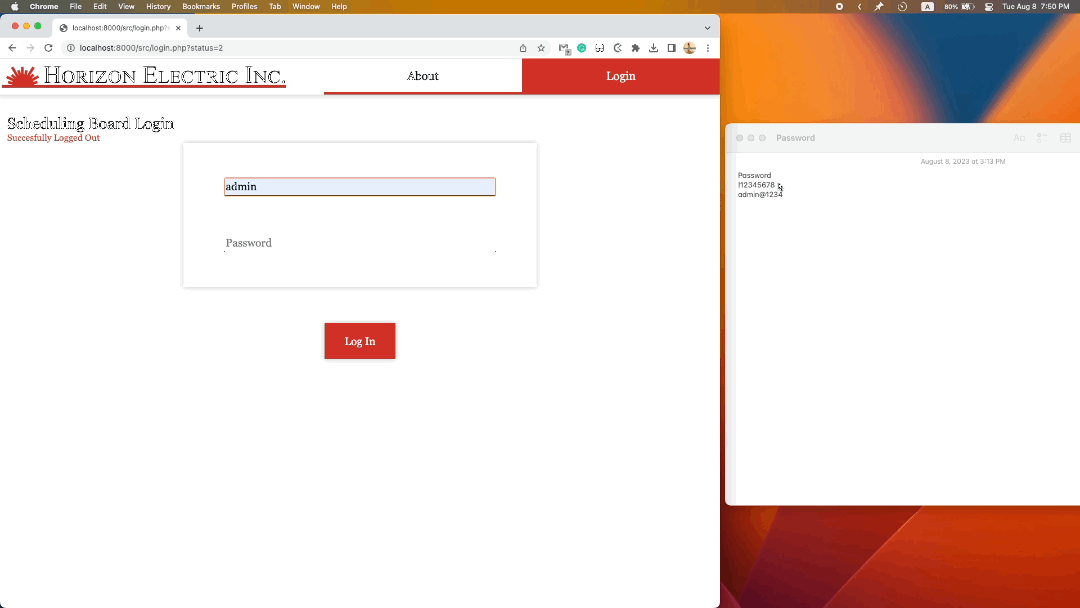 Chrome File Edit View History Bookmarks Profiles Tab Window Help
A 80% Tue Aug 8 7:50 PM
localhost:8000/src/login.php?
localhost:8000/src/login.php?status=2
HORIZON ELECTRIC INC.
About
Login
Scheduling Board Login
Succesfully Logged Out
admin
Password
Log In
Password
Aa
August 8, 2023 at 3:13 PM
Password
!12345678
admin@1234